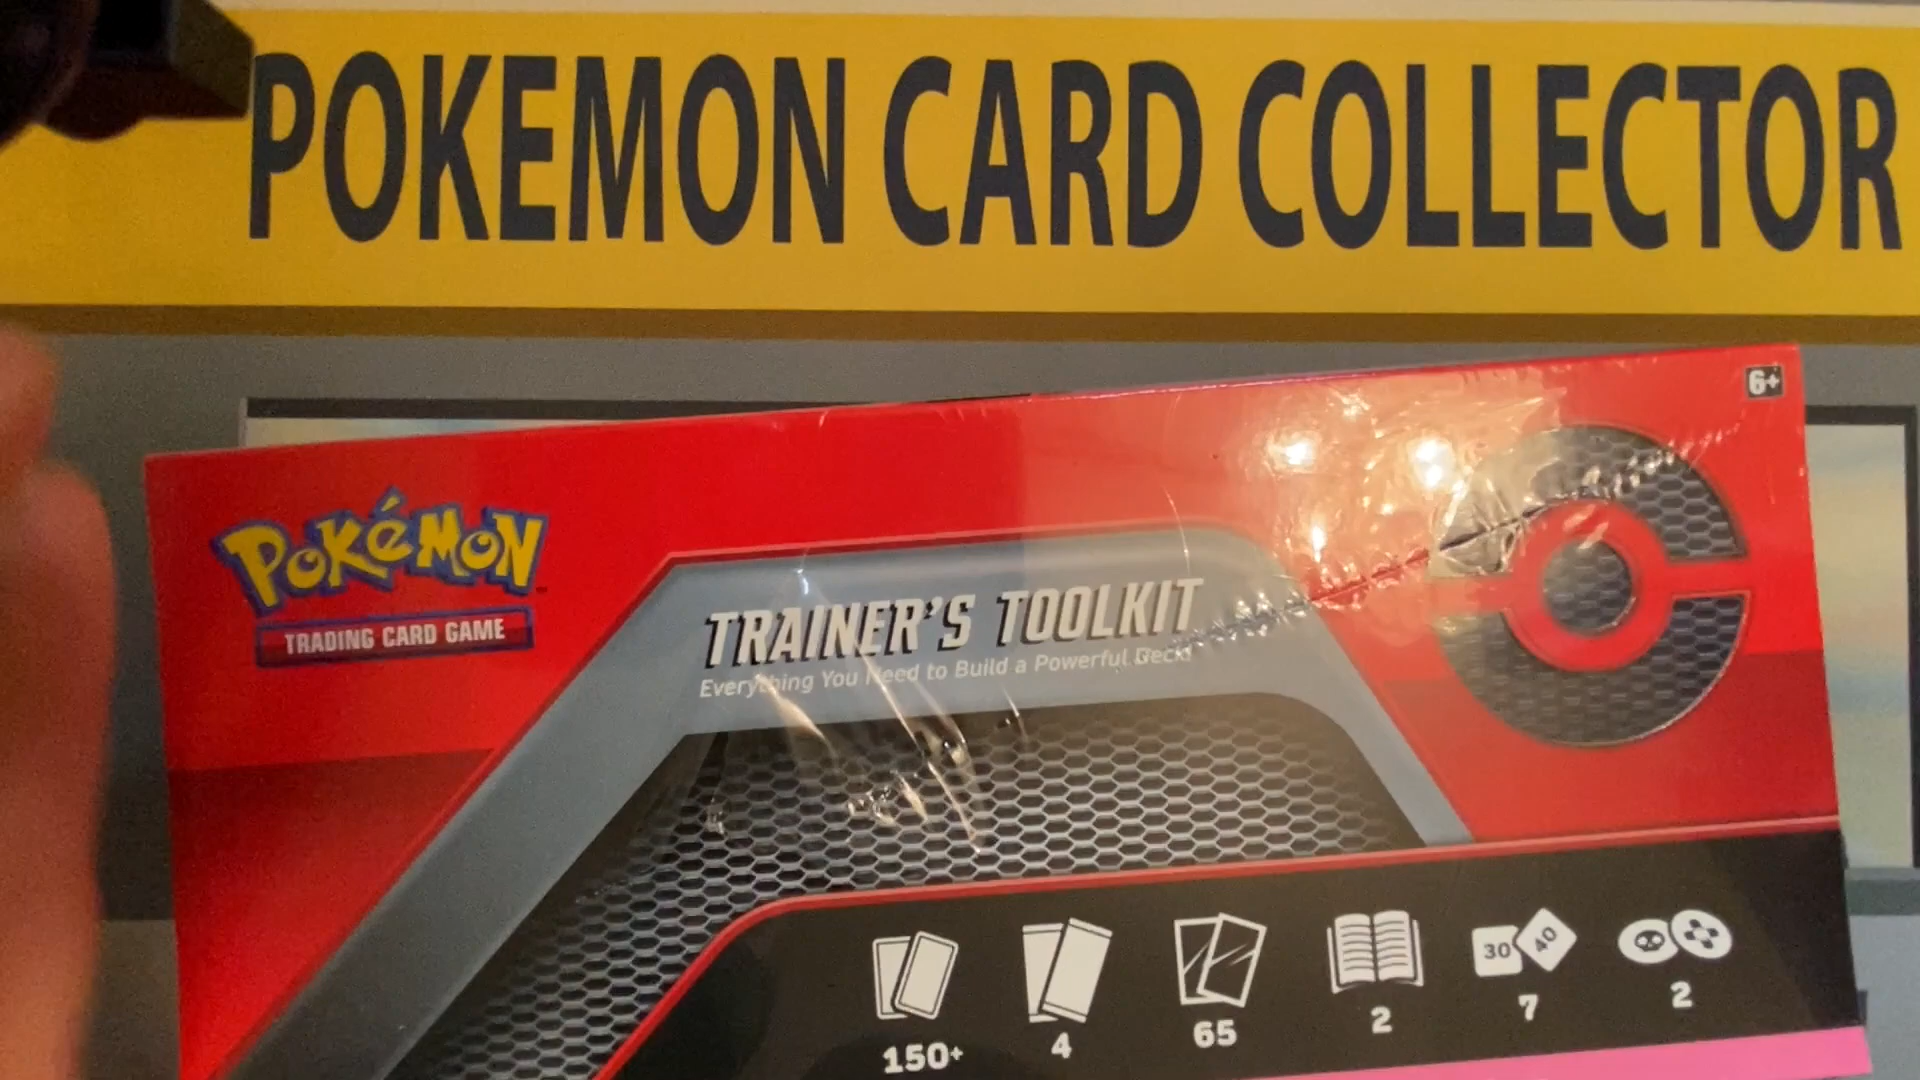 POKEMON CARD COLLECTOR
6+
POKéMON
TRADING CARD GAME
TRAINER'S TOOLKIT
Everything You Need to Build a Powerful Deck!
30 40
150+ 4 65 2 7 2